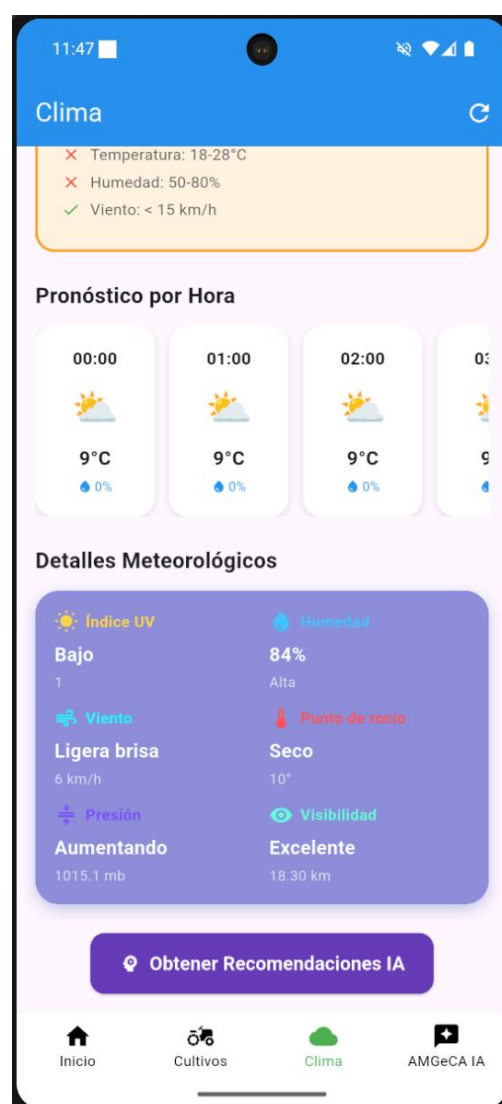 11:47
Clima
Temperatura: 18-28°C
Humedad: 50-80%
Viento: < 15 km/h
Pronóstico por Hora
00:00 01:00 02:00 03:
9°C 9°C 9°C 9
0% 0% 0%
Detalles Meteorológicos
Índice UV Humedad
Bajo 84%
1 Alta
Viento Punto de rocío
Ligera brisa Seco
6 km/h 10°
Presión Visibilidad
Aumentando Excelente
1015.1 mb 18.30 km
Obtener Recomendaciones IA
Inicio Cultivos Clima AMGeCA IA